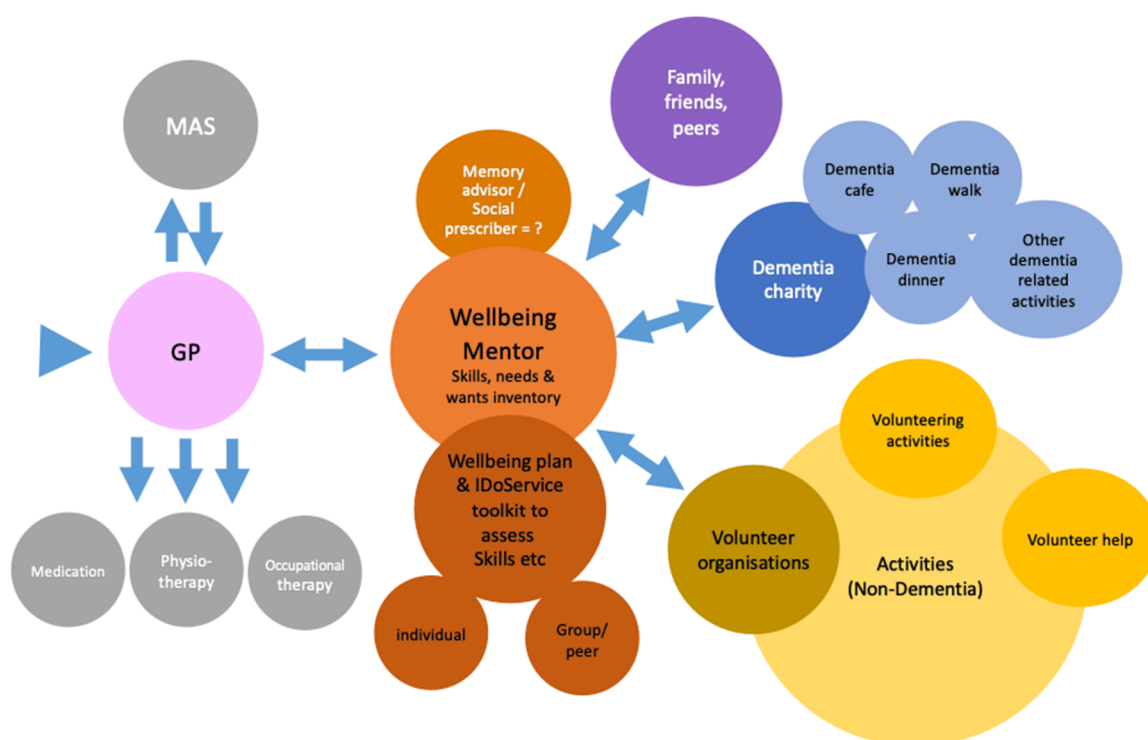 MAS
GP
Medication
Physio-
therapy
Occupational
therapy
Memory
advisor /
Social
prescriber = ?
Wellbeing
Mentor
Skills, needs &
wants inventory
Wellbeing plan
& IDoService
toolkit to
assess
Skills etc
individual
Group/
peer
Family,
friends,
peers
Dementia
charity
Dementia
cafe
Dementia
walk
Dementia
dinner
Other
dementia
related
activities
Volunteer
organisations
Volunteering
activities
Activities
(Non-Dementia)
Volunteer help